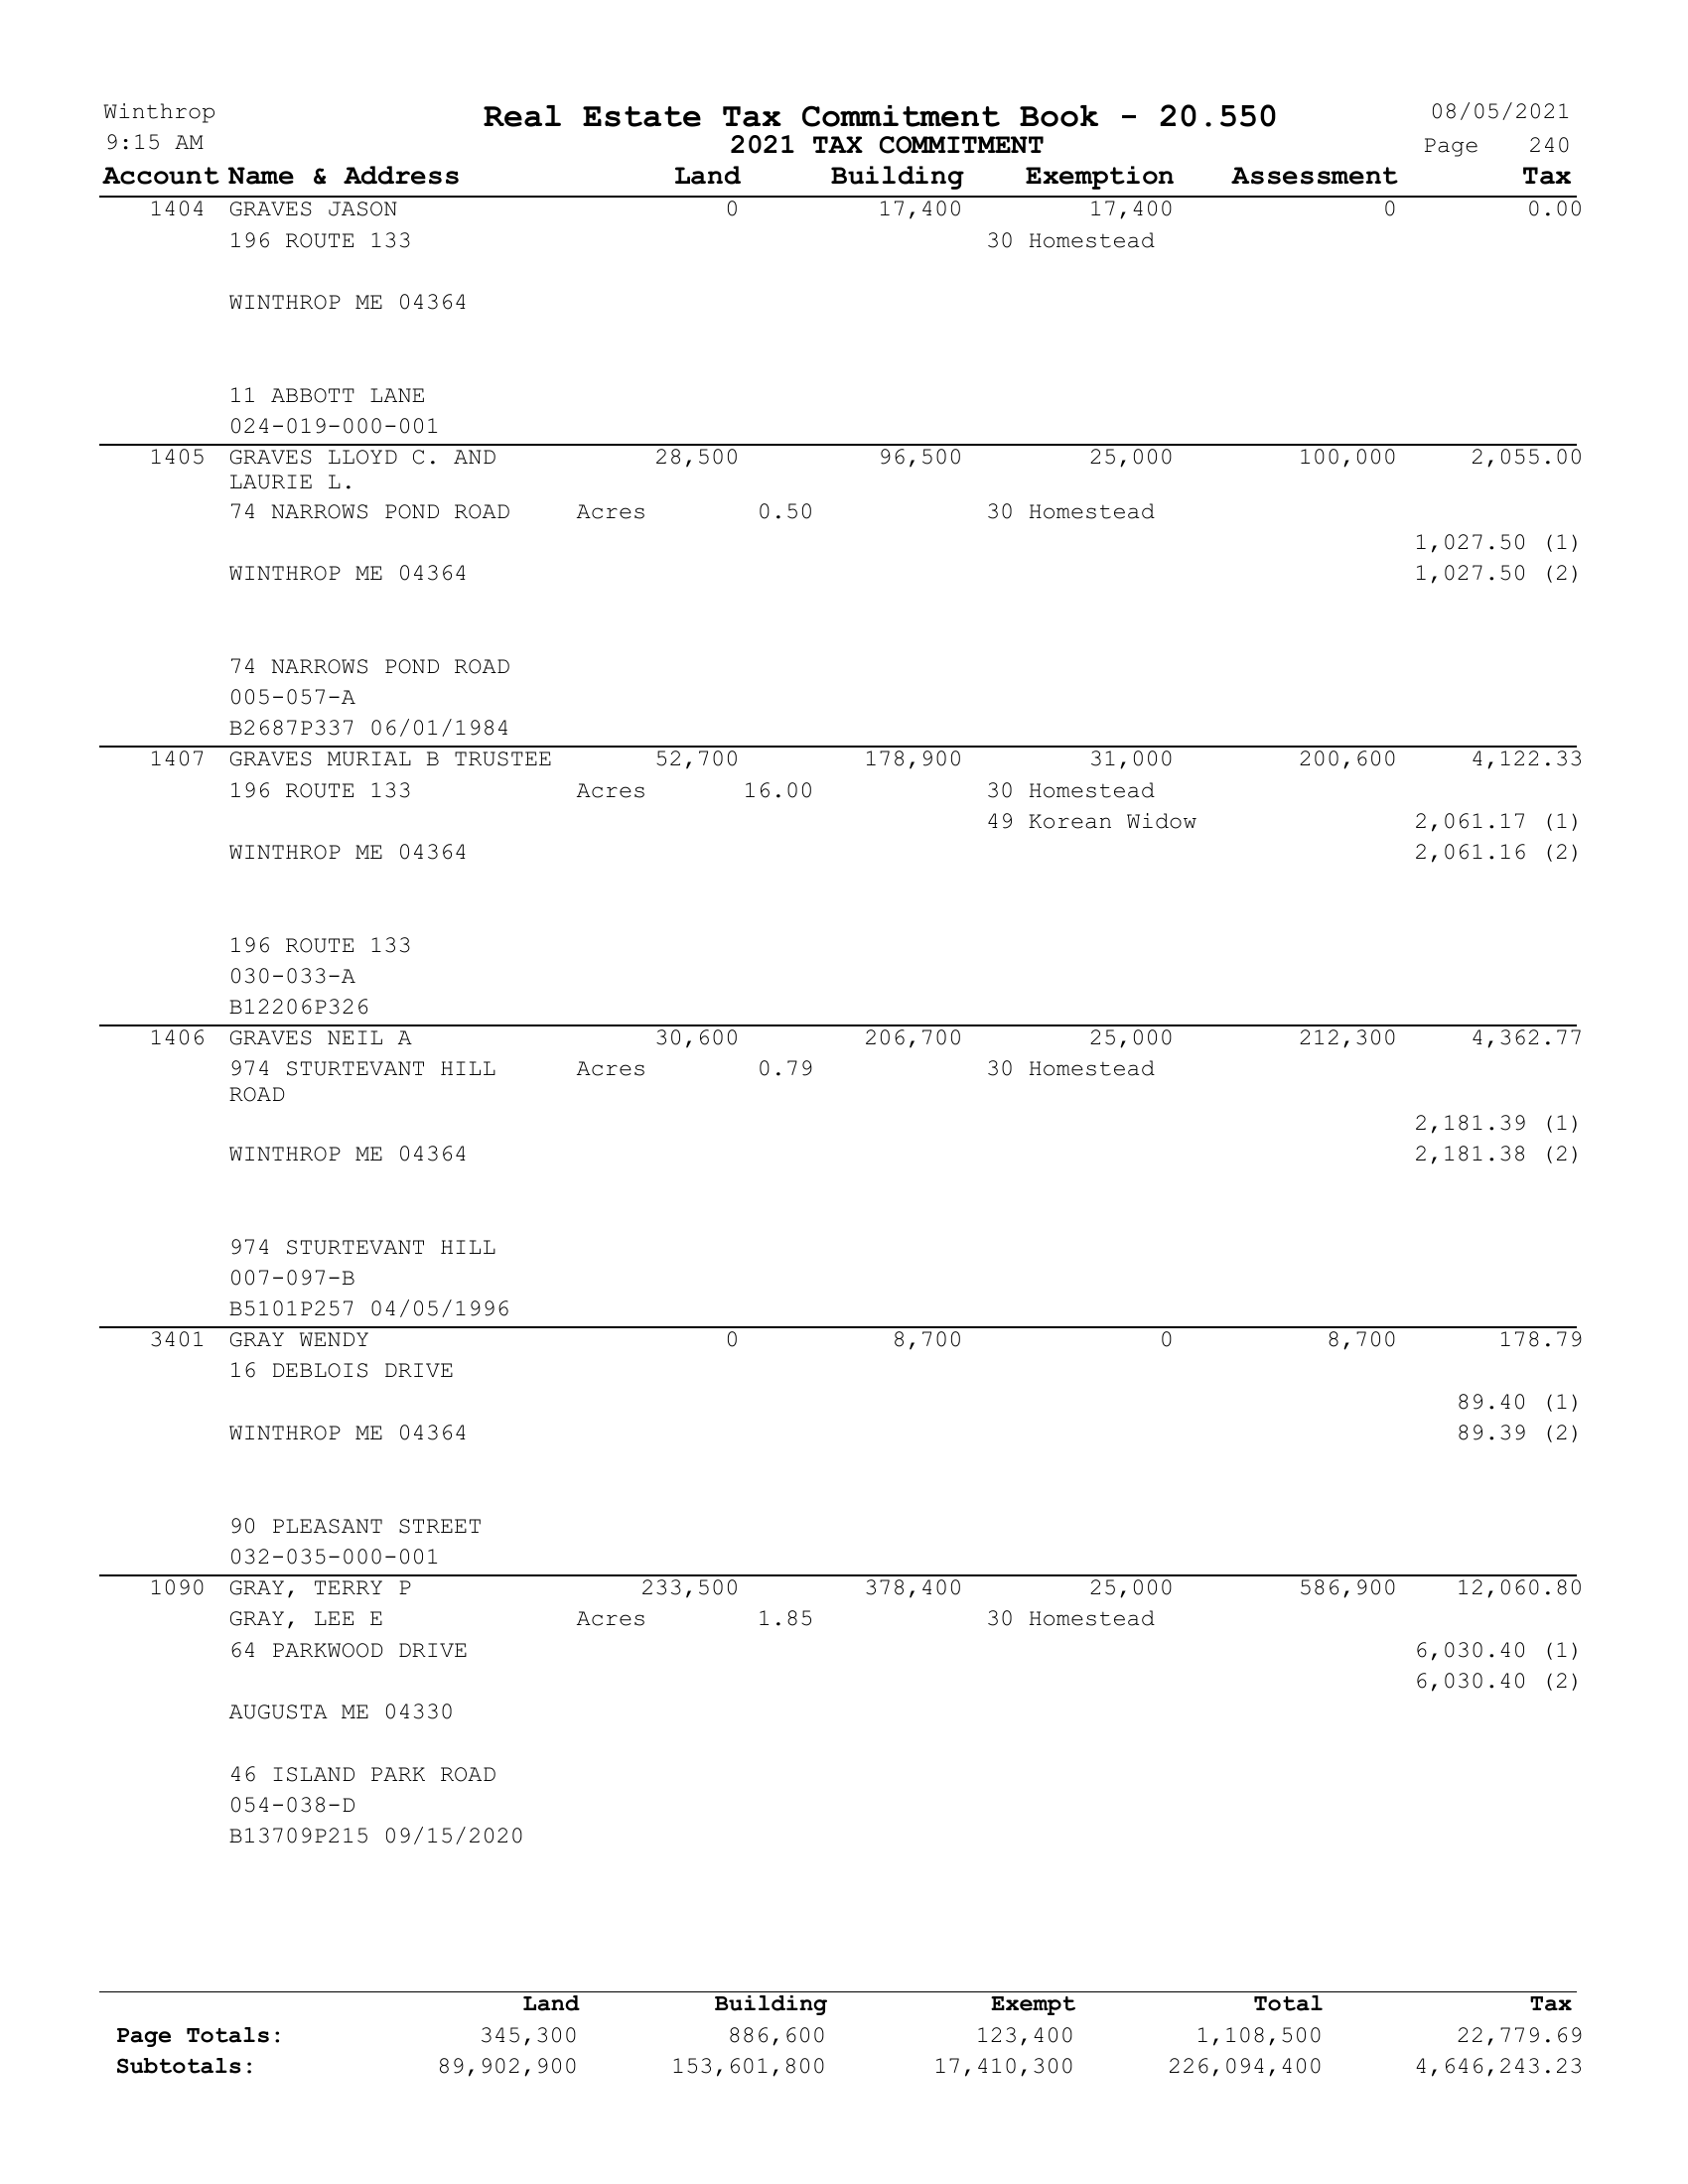 Winthrop Real Estate Tax Commitment Book - 20.550 08/05/2021
9:15 AM 2021 TAX COMMITMENT Page 240
Account Name & Address Land Building Exemption Assessment Tax
1404 GRAVES JASON 0 17,400 17,400 0 0.00
196 ROUTE 133 30 Homestead
WINTHROP ME 04364
11 ABBOTT LANE
024-019-000-001
1405 GRAVES LLOYD C. AND 28,500 96,500 25,000 100,000 2,055.00
LAURIE L.
74 NARROWS POND ROAD Acres 0.50 30 Homestead
1,027.50 (1)
WINTHROP ME 04364 1,027.50 (2)
74 NARROWS POND ROAD
005-057-A
B2687P337 06/01/1984
1407 GRAVES MURIAL B TRUSTEE 52,700 178,900 31,000 200,600 4,122.33
196 ROUTE 133 Acres 16.00 30 Homestead
49 Korean Widow 2,061.17 (1)
WINTHROP ME 04364 2,061.16 (2)
196 ROUTE 133
030-033-A
B12206P326
1406 GRAVES NEIL A 30,600 206,700 25,000 212,300 4,362.77
974 STURTEVANT HILL Acres 0.79 30 Homestead
ROAD
2,181.39 (1)
WINTHROP ME 04364 2,181.38 (2)
974 STURTEVANT HILL
007-097-B
B5101P257 04/05/1996
3401 GRAY WENDY 0 8,700 0 8,700 178.79
16 DEBLOIS DRIVE
89.40 (1)
WINTHROP ME 04364 89.39 (2)
90 PLEASANT STREET
032-035-000-001
1090 GRAY, TERRY P 233,500 378,400 25,000 586,900 12,060.80
GRAY, LEE E Acres 1.85 30 Homestead
64 PARKWOOD DRIVE 6,030.40 (1)
6,030.40 (2)
AUGUSTA ME 04330
46 ISLAND PARK ROAD
054-038-D
B13709P215 09/15/2020
Land Building Exempt Total Tax
Page Totals: 345,300 886,600 123,400 1,108,500 22,779.69
Subtotals: 89,902,900 153,601,800 17,410,300 226,094,400 4,646,243.23